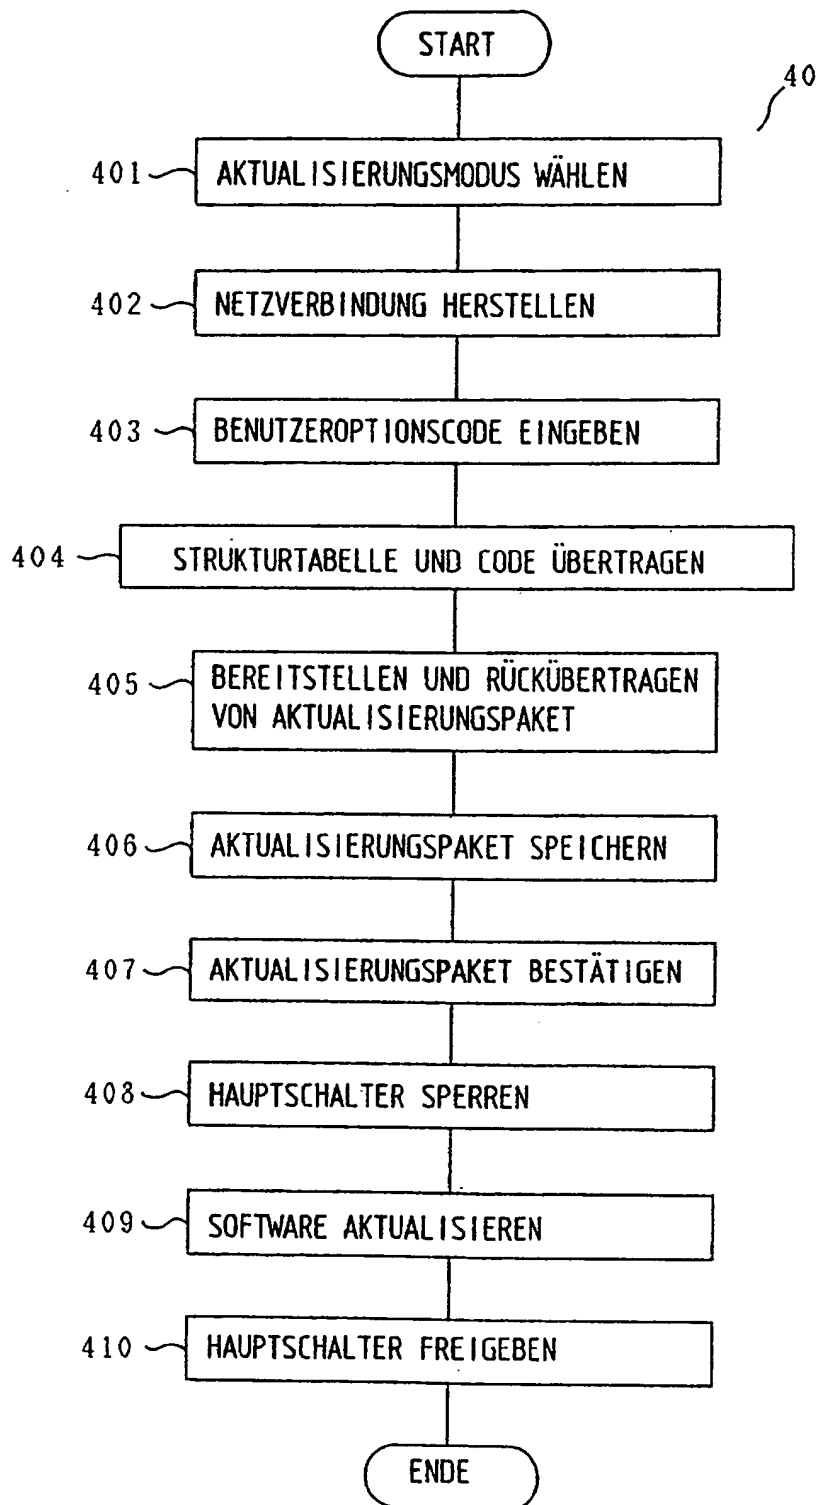 START
40
401 AKTUALISIERUNGSMODUS WÄHLEN
402 NETZVERBINDUNG HERSTELLEN
403 BENUTZEROPTIONSCODE EINGEBEN
404 STRUKTURTABELLE UND CODE ÜBERTRAGEN
405 BEREITSTELLEN UND RÜCKÜBERTRAGEN
VON AKTUALISIERUNGSPAKET
406 AKTUALISIERUNGSPAKET SPEICHERN
407 AKTUALISIERUNGSPAKET BESTÄTIGEN
408 HAUPTSCHALTER SPERREN
409 SOFTWARE AKTUALISIEREN
410 HAUPTSCHALTER FREIGEBEN
ENDE